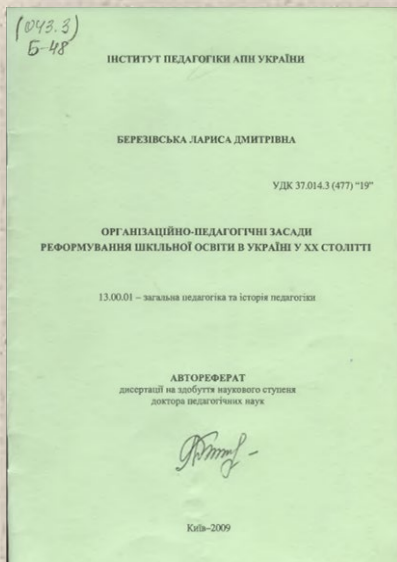 (043.3)
Б-48
ІНСТИТУТ ПЕДАГОГІКИ АПН УКРАЇНИ
БЕРЕЗІВСЬКА ЛАРИСА ДМИТРІВНА
УДК 37.014.3 (477) “19”
ОРГАНІЗАЦІЙНО-ПЕДАГОГІЧНІ ЗАСАДИ
РЕФОРМУВАННЯ ШКІЛЬНОЇ ОСВІТИ В УКРАЇНІ У ХХ СТОЛІТТІ
13.00.01 – загальна педагогіка та історія педагогіки
АВТОРЕФЕРАТ
дисертації на здобуття наукового ступеня
доктора педагогічних наук
Київ–2009